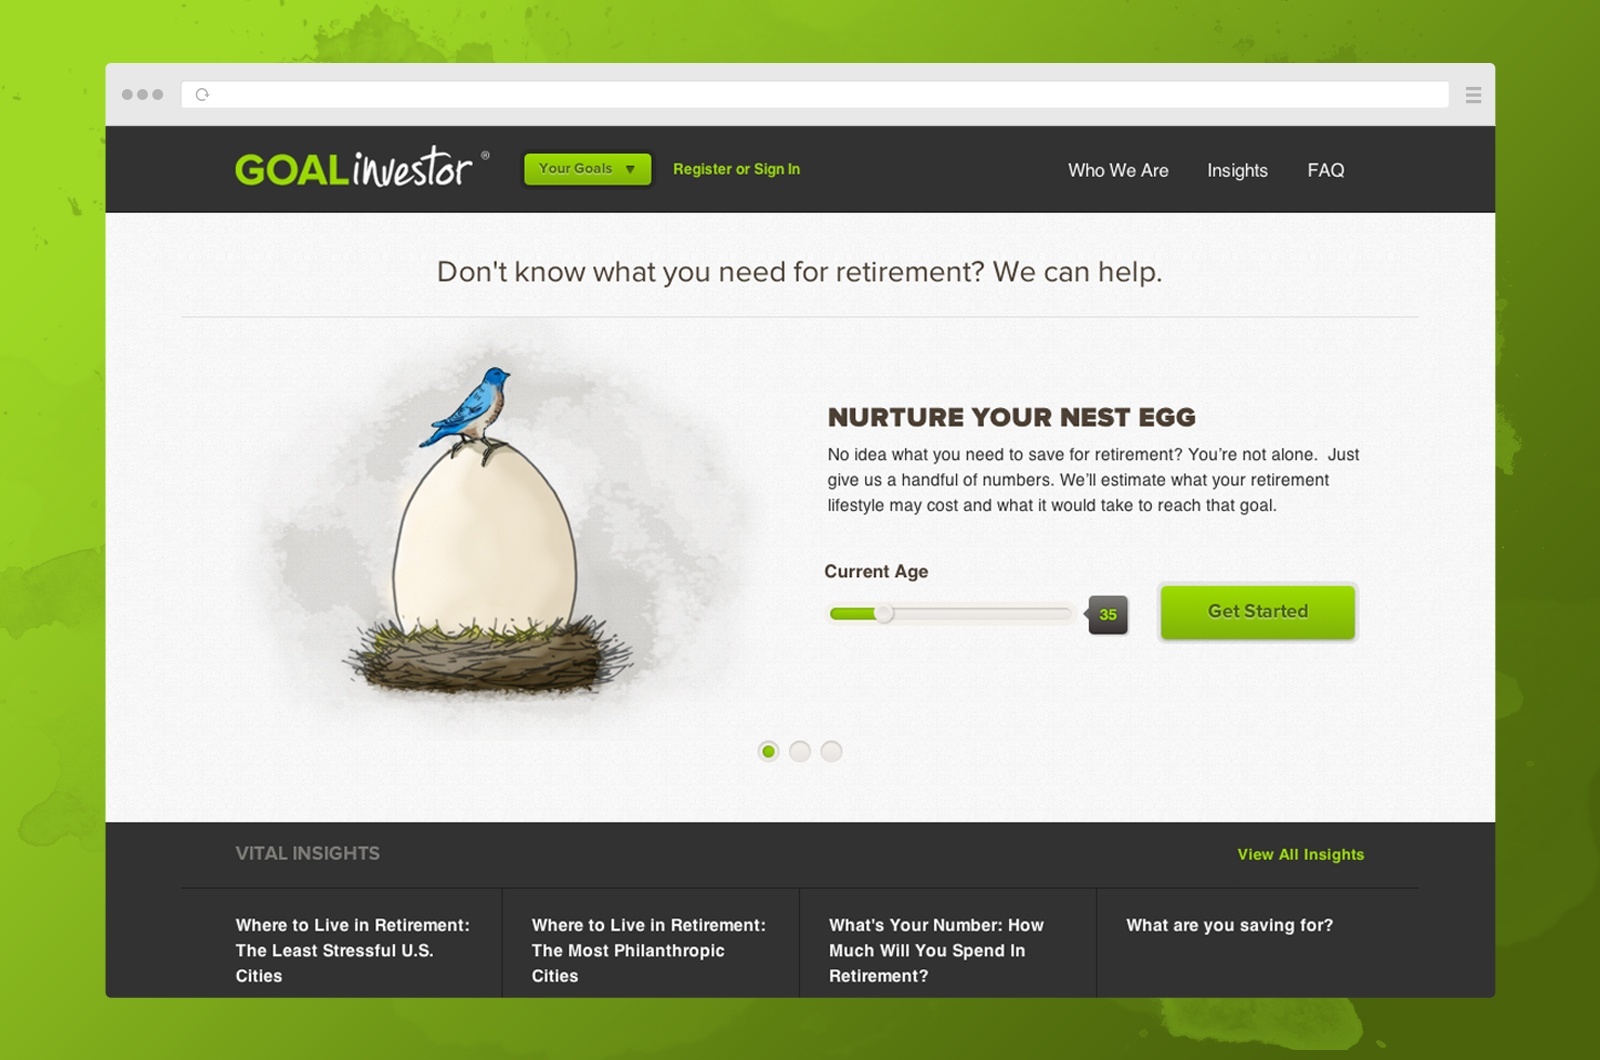 GOAL investor ®
Your Goals ▼
Register or Sign In
Who We Are
Insights
FAQ
Don't know what you need for retirement? We can help.
NURTURE YOUR NEST EGG
No idea what you need to save for retirement? You’re not alone.  Just
give us a handful of numbers. We’ll estimate what your retirement
lifestyle may cost and what it would take to reach that goal.
Current Age
35
Get Started
VITAL INSIGHTS
View All Insights
Where to Live in Retirement:
The Least Stressful U.S.
Cities
Where to Live in Retirement:
The Most Philanthropic
Cities
What's Your Number: How
Much Will You Spend In
Retirement?
What are you saving for?